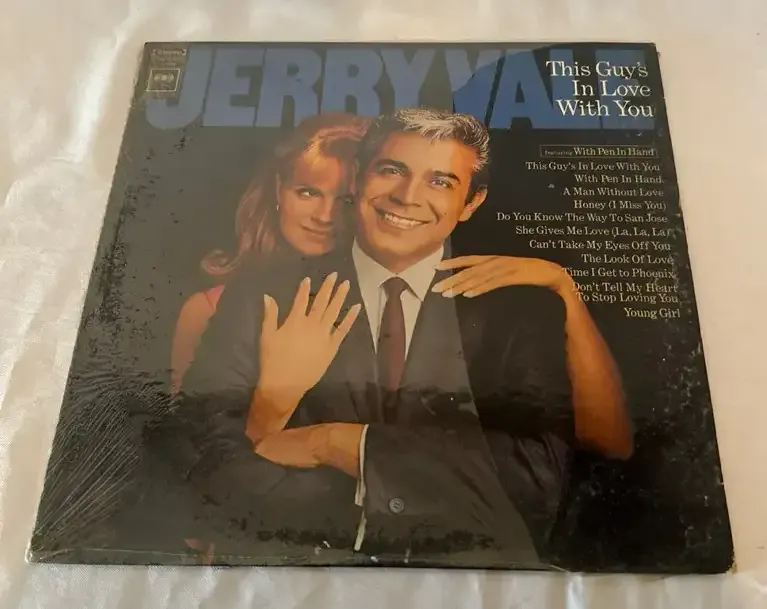 JERRY VALE
This Guy's
In Love
With You
featuring With Pen In Hand
This Guy's In Love With You
With Pen In Hand
A Man Without Love
Honey (I Miss You)
Do You Know The Way To San Jose
She Gives Me Love (La, La, La)
Can't Take My Eyes Off You
The Look Of Love
Time I Get to Phoenix
Don't Tell My Heart
To Stop Loving You
Young Girl